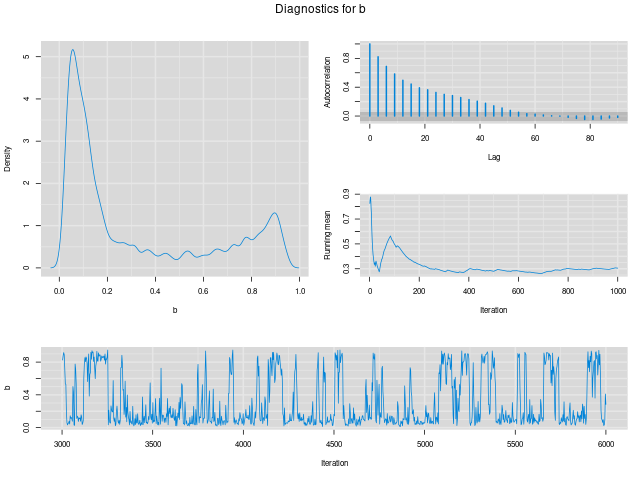 Diagnostics for b
Density
0 1 2 3 4 5
0.0 0.2 0.4 0.6 0.8 1.0
b
Autocorrelation
0.0 0.4 0.8
0 20 40 60 80
Lag
Running mean
0.3 0.5 0.7 0.9
0 200 400 600 800 1000
Iteration
b
0.0 0.4 0.8
3000 3500 4000 4500 5000 5500 6000
Iteration